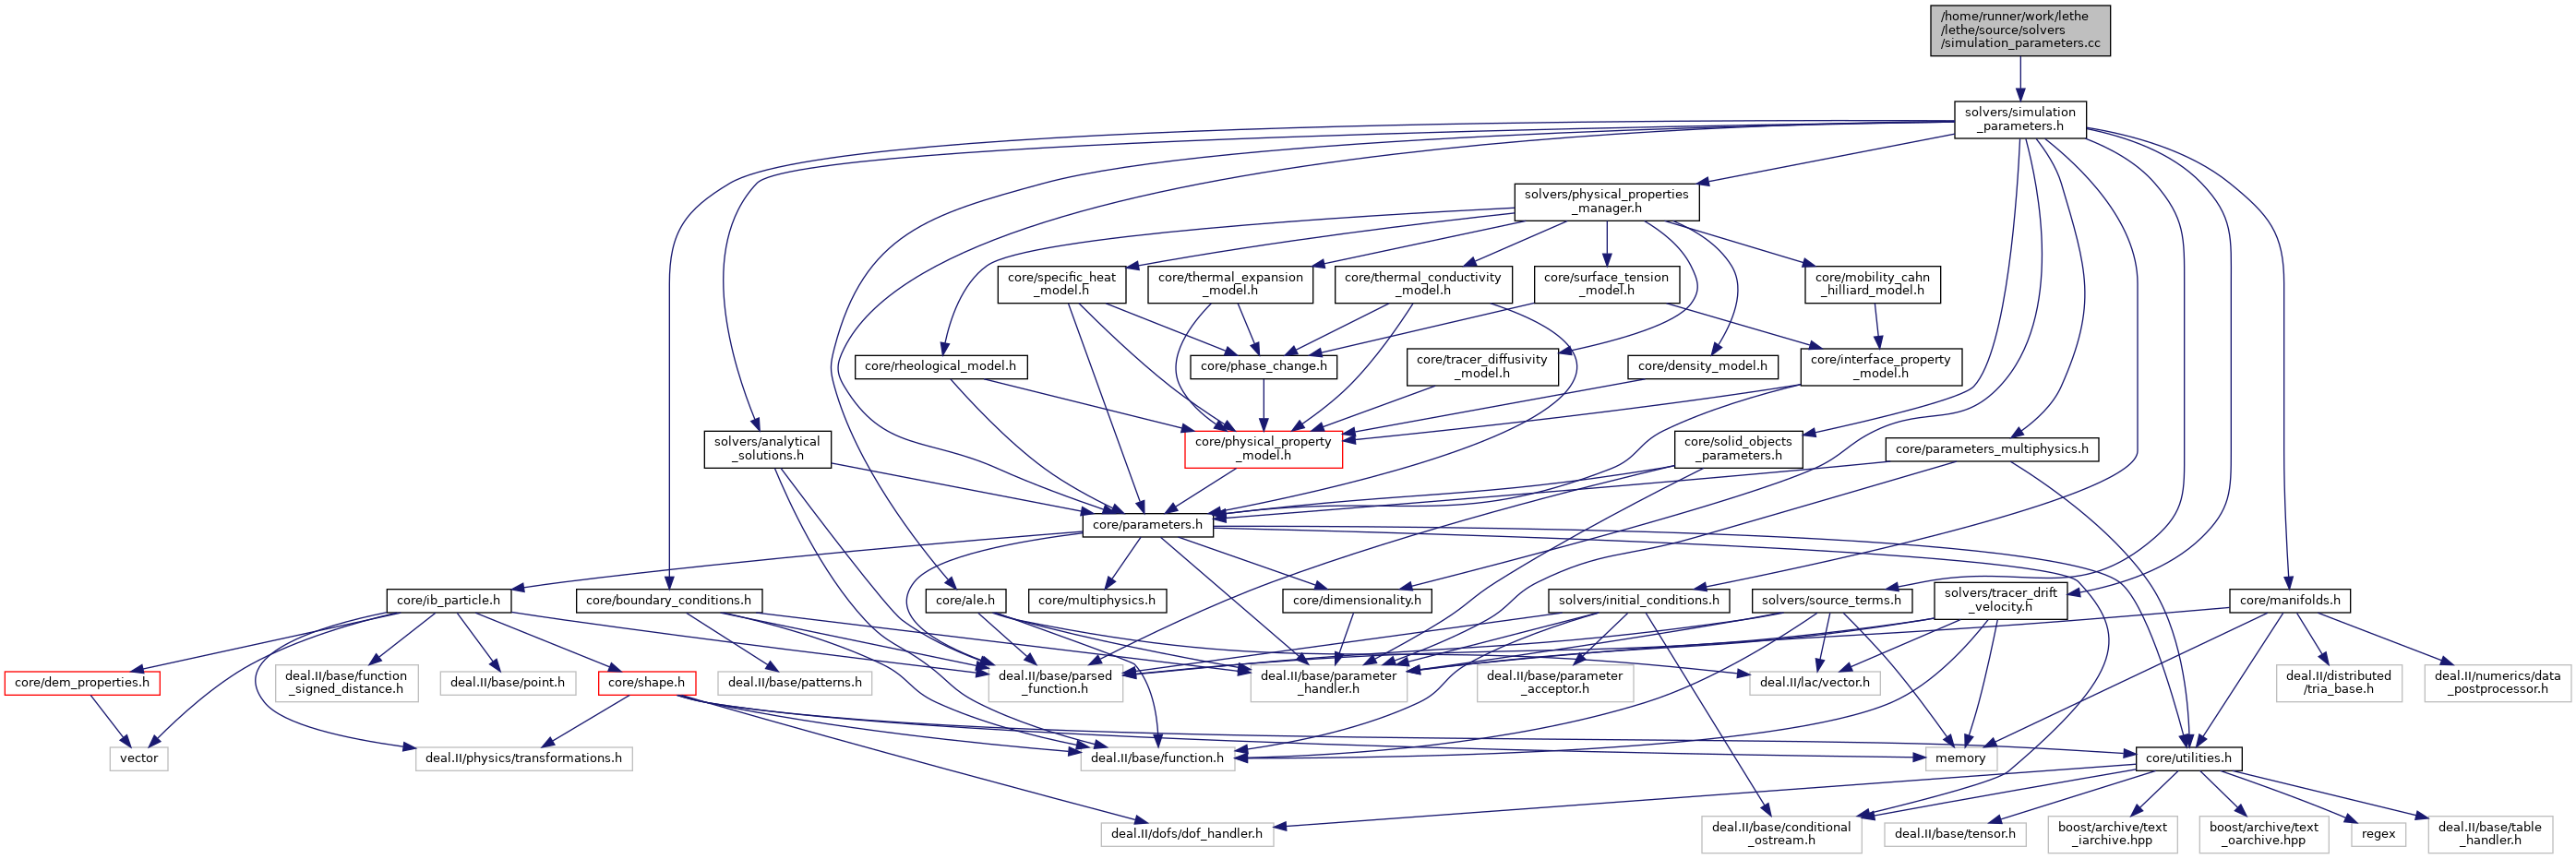 /home/runner/work/lethe
/lethe/source/solvers
/simulation_parameters.cc
solvers/simulation
_parameters.h
solvers/physical_properties
_manager.h
core/specific_heat
_model.h
core/thermal_expansion
_model.h
core/thermal_conductivity
_model.h
core/surface_tension
_model.h
core/mobility_cahn
_hilliard_model.h
core/rheological_model.h
core/phase_change.h
core/tracer_diffusivity
_model.h
core/density_model.h
core/interface_property
_model.h
solvers/analytical
_solutions.h
core/physical_property
_model.h
core/solid_objects
_parameters.h
core/parameters_multiphysics.h
core/parameters.h
core/ib_particle.h
core/boundary_conditions.h
core/ale.h
core/multiphysics.h
core/dimensionality.h
solvers/initial_conditions.h
solvers/source_terms.h
solvers/tracer_drift
_velocity.h
core/manifolds.h
core/dem_properties.h
deal.II/base/function
_signed_distance.h
deal.II/base/point.h
core/shape.h
deal.II/base/patterns.h
deal.II/base/parsed
_function.h
deal.II/base/parameter
_handler.h
deal.II/base/parameter
_acceptor.h
deal.II/lac/vector.h
deal.II/distributed
/tria_base.h
deal.II/numerics/data
_postprocessor.h
vector
deal.II/physics/transformations.h
deal.II/base/function.h
memory
core/utilities.h
deal.II/dofs/dof_handler.h
deal.II/base/conditional
_ostream.h
deal.II/base/tensor.h
boost/archive/text
_iarchive.hpp
boost/archive/text
_oarchive.hpp
regex
deal.II/base/table
_handler.h